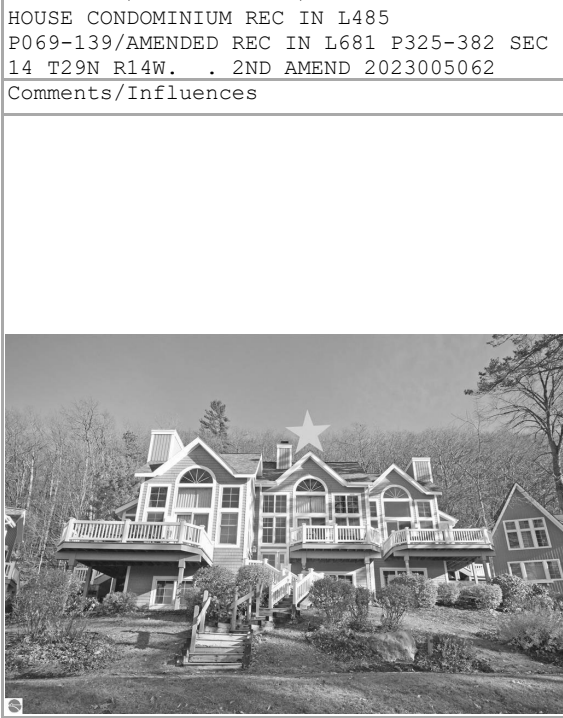 HOUSE CONDOMINIUM REC IN L485
P069-139/AMENDED REC IN L681 P325-382 SEC
14 T29N R14W.  . 2ND AMEND 2023005062
Comments/Influences